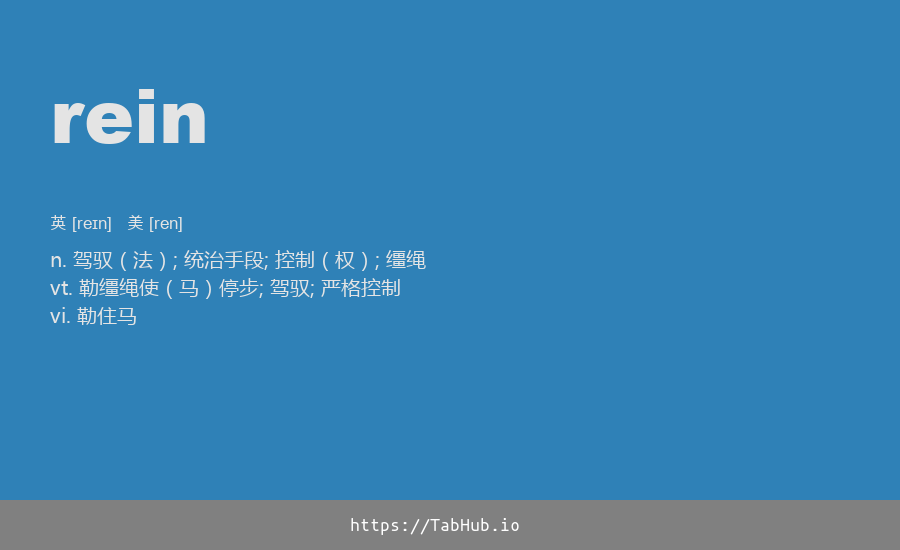 rein
英 [reɪn] 美 [ren]
n. 驾驭（法）; 统治手段; 控制（权）; 缰绳
vt. 勒缰绳使（马）停步; 驾驭; 严格控制
vi. 勒住马
https://TabHub.io